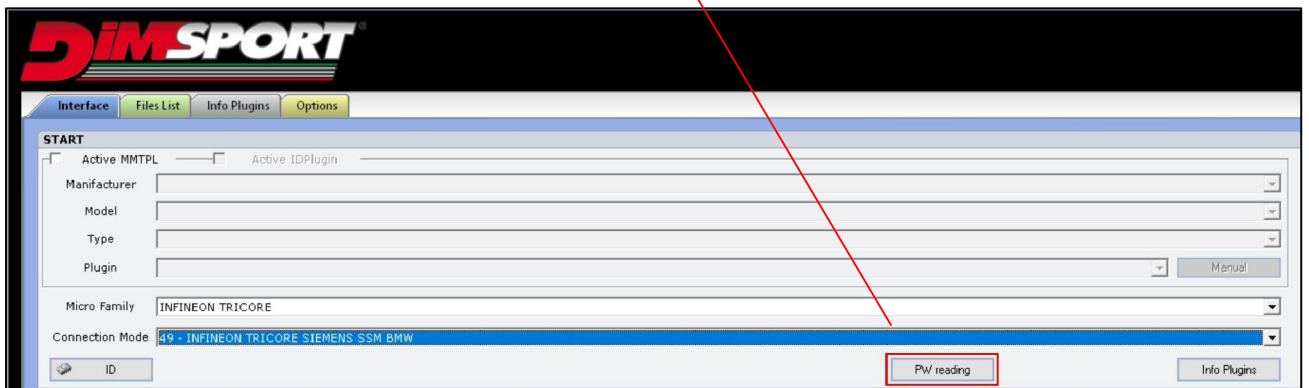 DiMSPORT®
Interface Files List Info Plugins Options
START
Active MMTPL Active IDPlugin
Manifacturer
Model
Type
Plugin Manual
Micro Family INFINEON TRICORE
Connection Mode 49 - INFINEON TRICORE SIEMENS SSM BMW
ID PW reading Info Plugins